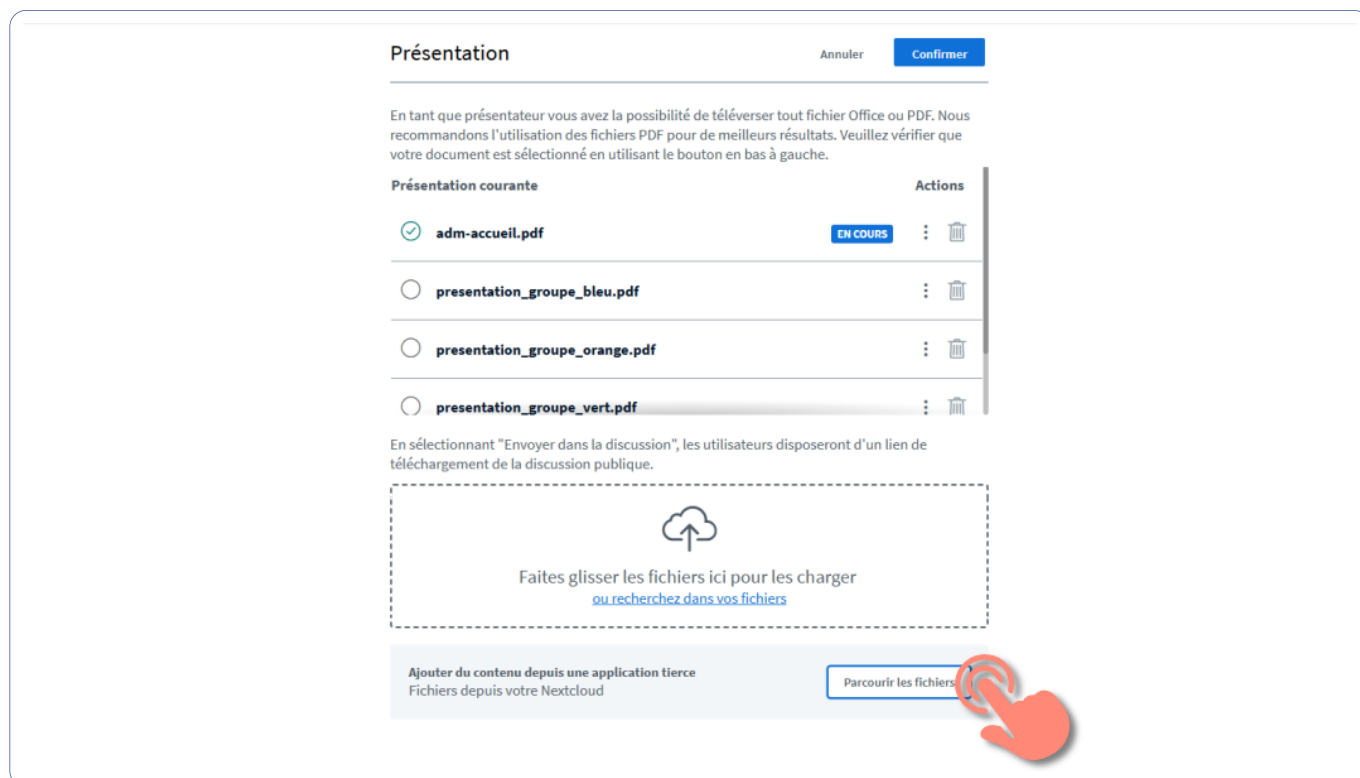 Présentation
Annuler
Confirmer
En tant que présentateur vous avez la possibilité de téléverser tout fichier Office ou PDF. Nous
recommandons l'utilisation des fichiers PDF pour de meilleurs résultats. Veuillez vérifier que
votre document est sélectionné en utilisant le bouton en bas à gauche.
Présentation courante
Actions
adm-accueil.pdf
EN COURS
presentation_groupe_bleu.pdf
presentation_groupe_orange.pdf
presentation_groupe_vert.pdf
En sélectionnant "Envoyer dans la discussion", les utilisateurs disposeront d'un lien de
téléchargement de la discussion publique.
Faites glisser les fichiers ici pour les charger
ou recherchez dans vos fichiers
Ajouter du contenu depuis une application tierce
Fichiers depuis votre Nextcloud
Parcourir les fichiers